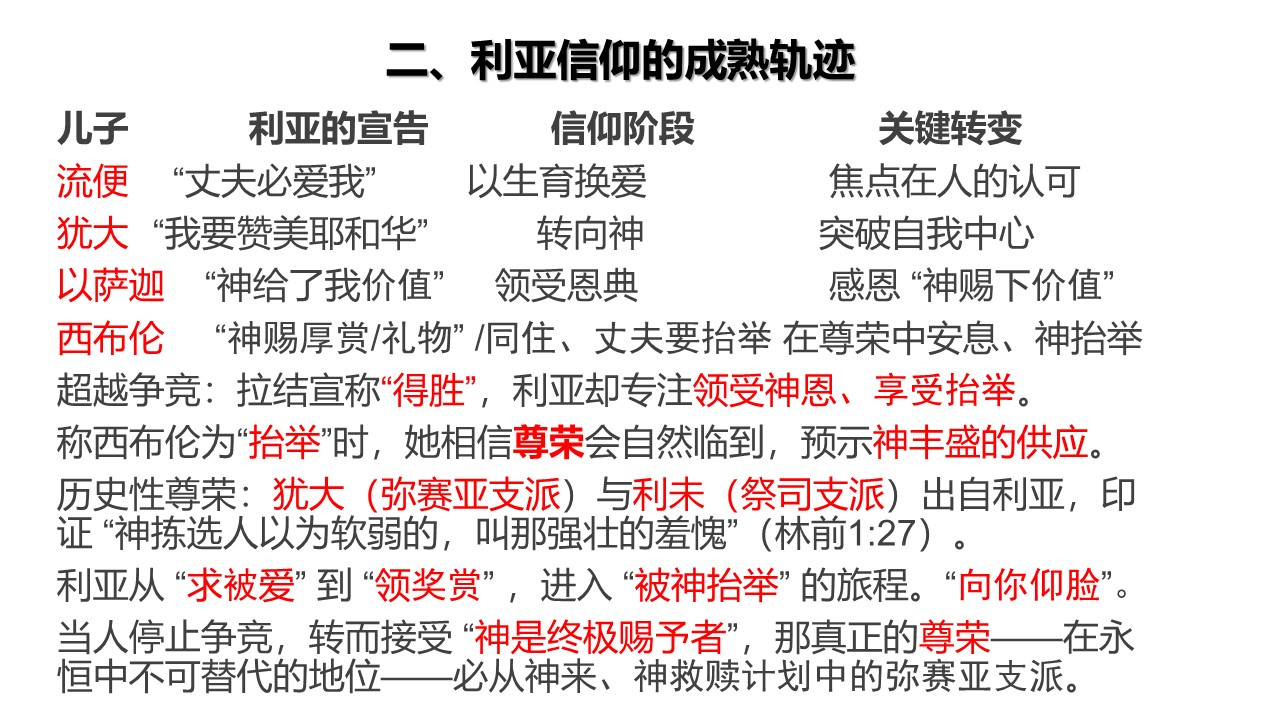 二、利亚信仰的成熟轨迹
儿子 利亚的宣告 信仰阶段 关键转变
流便 “丈夫必爱我” 以生育换爱 焦点在人的认可
犹大 “我要赞美耶和华” 转向神 突破自我中心
以萨迦 “神给了我价值” 领受恩典 感恩 “神赐下价值”
西布伦 “神赐厚赏/礼物” /同住、丈夫要抬举 在尊荣中安息、神抬举
超越争竞：拉结宣称“得胜”，利亚却专注领受神恩、享受抬举。
称西布伦为“抬举”时，她相信尊荣会自然临到，预示神丰盛的供应。
历史性尊荣：犹大（弥赛亚支派）与利未（祭司支派）出自利亚，印
证 “神拣选人以为软弱的，叫那强壮的羞愧”（林前1:27）。
利亚从 “求被爱” 到 “领奖赏” ，进入 “被神抬举” 的旅程。“向你仰脸”。
当人停止争竞，转而接受 “神是终极赐予者”，那真正的尊荣——在永
恒中不可替代的地位——必从神来、神救赎计划中的弥赛亚支派。